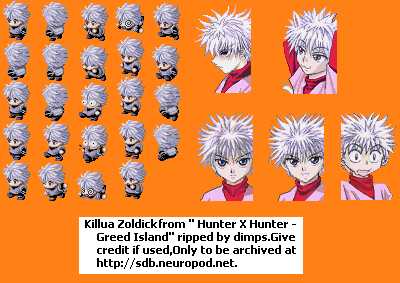 Killua Zoldickfrom " Hunter X Hunter -
Greed Island" ripped by dimps.Give
credit if used,Only to be archived at
http://sdb.neuropod.net.